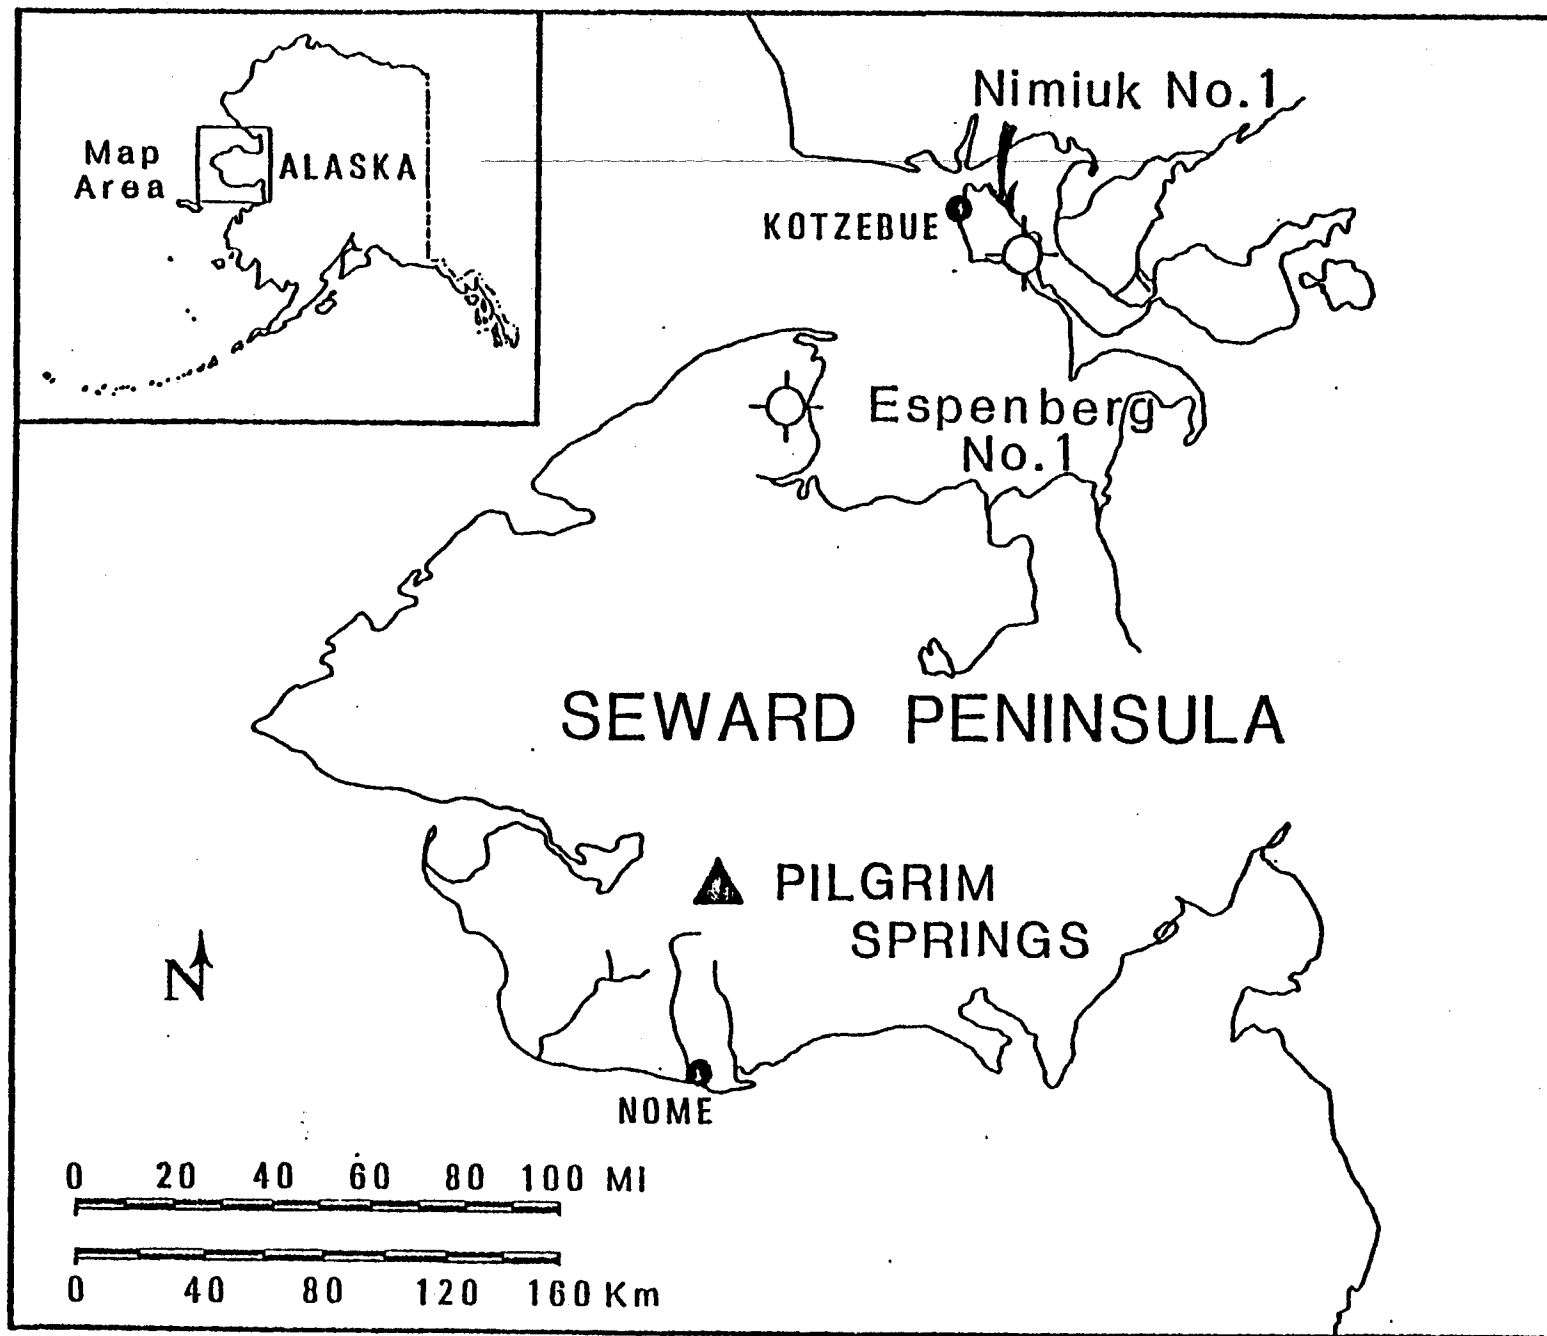 Map
Area
ALASKA
Nimiuk No.1
KOTZEBUE
Espenberg
No.1
SEWARD PENINSULA
PILGRIM
SPRINGS
N
NOME
0 20 40 60 80 100 MI
0 40 80 120 160 Km